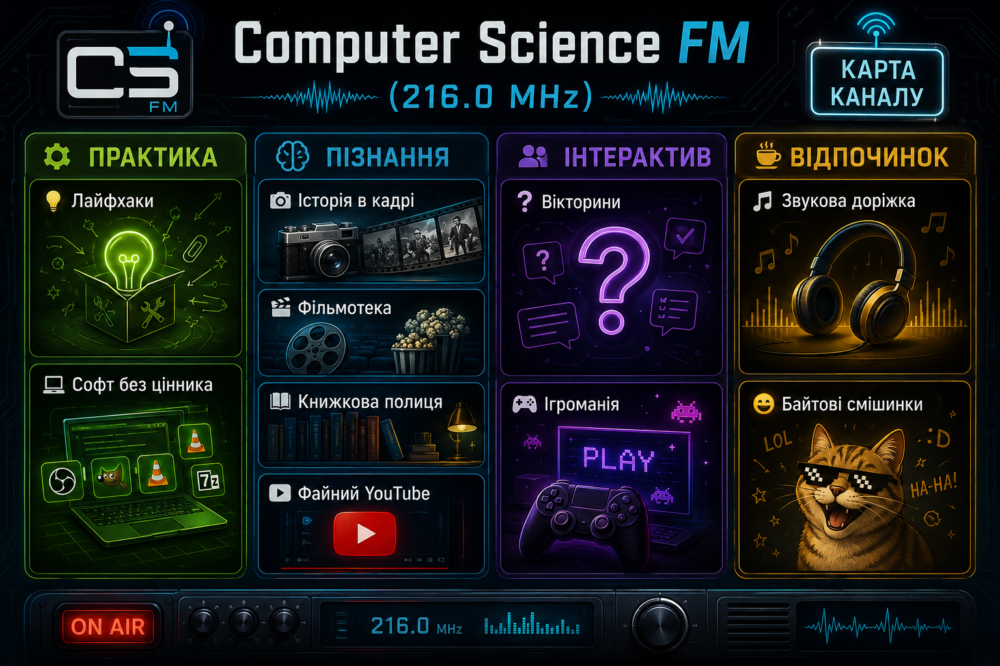 CS
FM
Computer Science FM
(216.0 MHz)
КАРТА
КАНАЛУ
ПРАКТИКА
Лайфхаки
Софт без цінника
7z
ПІЗНАННЯ
Історія в кадрі
Фільмотека
Книжкова полиця
Файний YouTube
ІНТЕРАКТИВ
?
Вікторини
?
?
Ігроманія
PLAY
ВІДПОЧИНОК
Звукова доріжка
Байтові смішинки
LOL
:D
HA-HA!
ON AIR
216.0 MHz